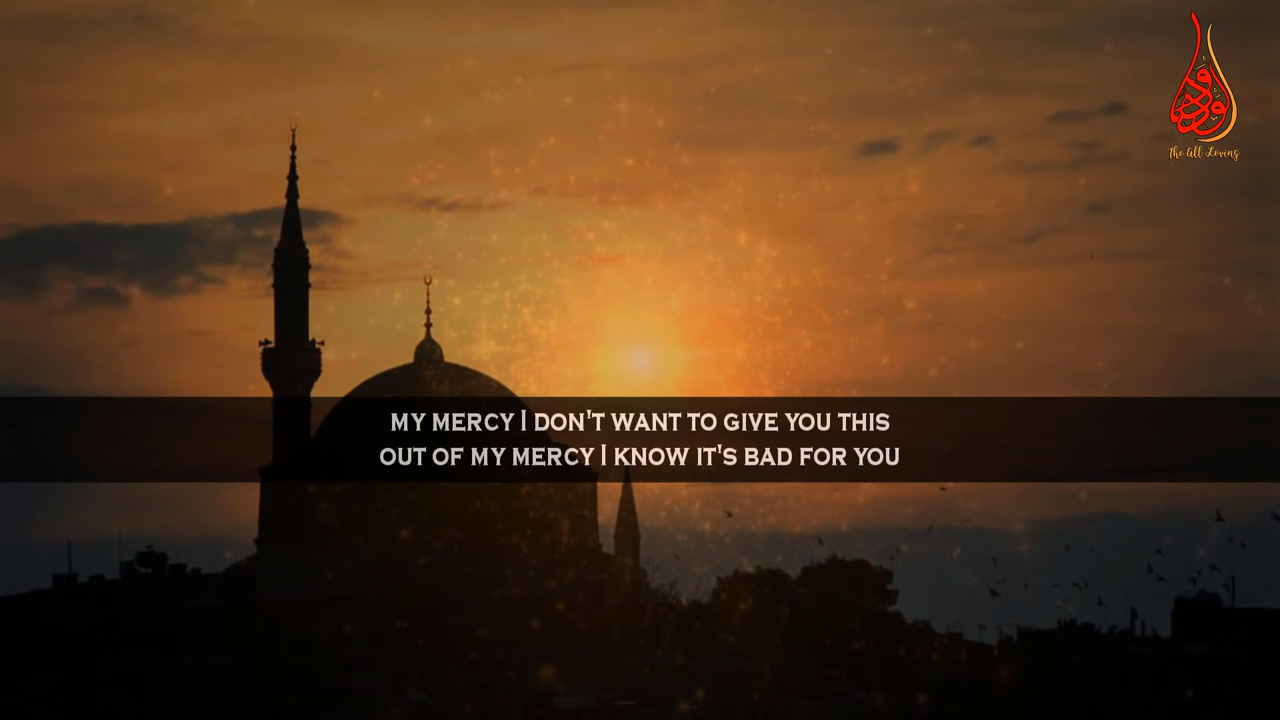 الودود
The All Loving
MY MERCY I DON'T WANT TO GIVE YOU THIS
OUT OF MY MERCY I KNOW IT'S BAD FOR YOU